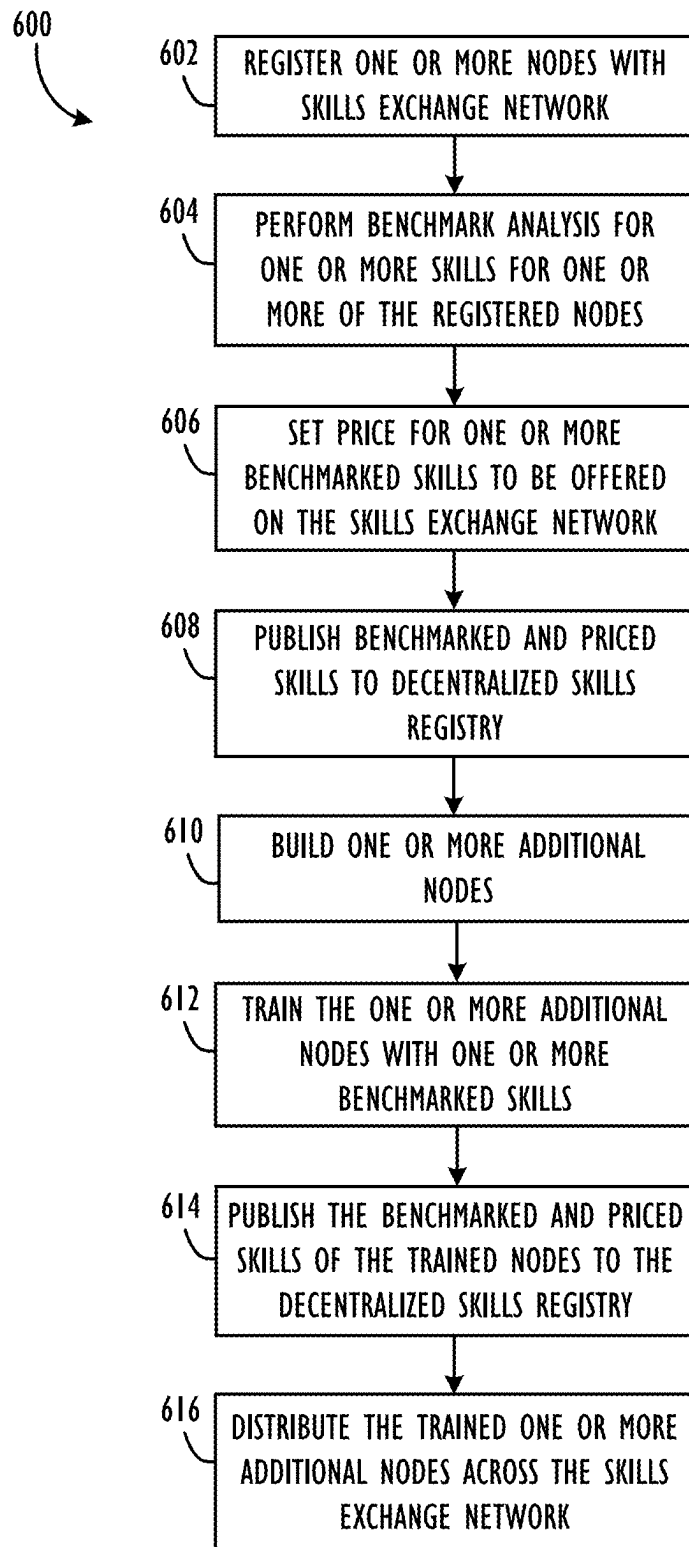 600
602
REGISTER ONE OR MORE NODES WITH
SKILLS EXCHANGE NETWORK
604
PERFORM BENCHMARK ANALYSIS FOR
ONE OR MORE SKILLS FOR ONE OR
MORE OF THE REGISTERED NODES
606
SET PRICE FOR ONE OR MORE
BENCHMARKED SKILLS TO BE OFFERED
ON THE SKILLS EXCHANGE NETWORK
608
PUBLISH BENCHMARKED AND PRICED
SKILLS TO DECENTRALIZED SKILLS
REGISTRY
610
BUILD ONE OR MORE ADDITIONAL
NODES
612
TRAIN THE ONE OR MORE ADDITIONAL
NODES WITH ONE OR MORE
BENCHMARKED SKILLS
614
PUBLISH THE BENCHMARKED AND PRICED
SKILLS OF THE TRAINED NODES TO THE
DECENTRALIZED SKILLS REGISTRY
616
DISTRIBUTE THE TRAINED ONE OR MORE
ADDITIONAL NODES ACROSS THE SKILLS
EXCHANGE NETWORK